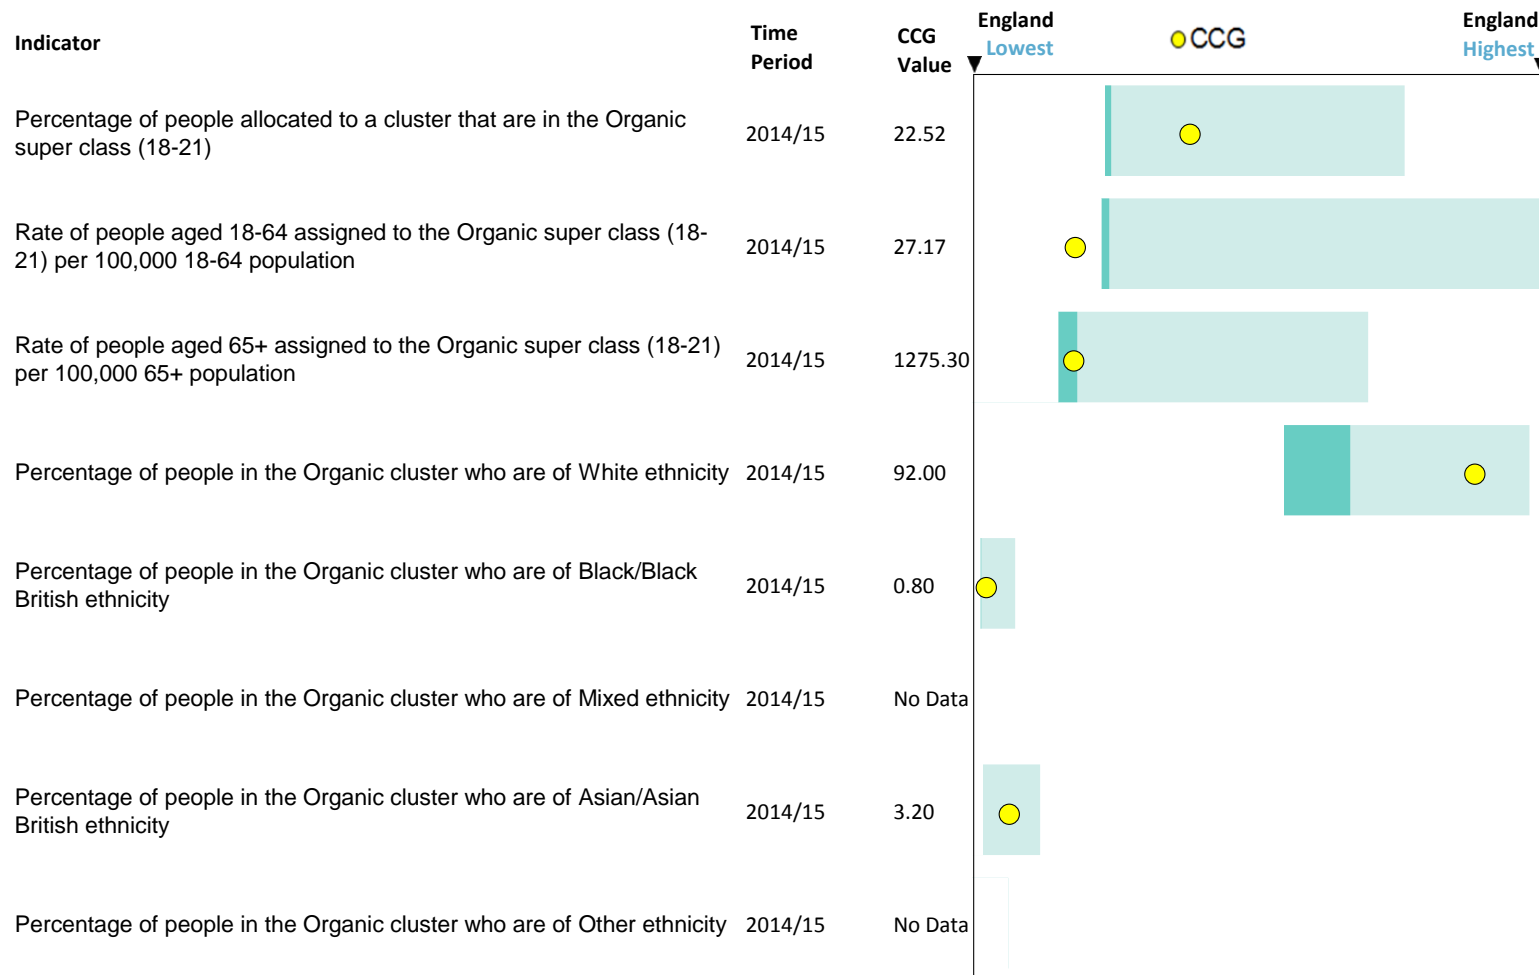 Indicator
Time
Period
CCG
Value
England
Lowest
CCG
England
Highest
Percentage of people allocated to a cluster that are in the Organic
super class (18-21)
2014/15
22.52
Rate of people aged 18-64 assigned to the Organic super class (18-
21) per 100,000 18-64 population
2014/15
27.17
Rate of people aged 65+ assigned to the Organic super class (18-21)
per 100,000 65+ population
2014/15
1275.30
Percentage of people in the Organic cluster who are of White ethnicity
2014/15
92.00
Percentage of people in the Organic cluster who are of Black/Black
British ethnicity
2014/15
0.80
Percentage of people in the Organic cluster who are of Mixed ethnicity
2014/15
No Data
Percentage of people in the Organic cluster who are of Asian/Asian
British ethnicity
2014/15
3.20
Percentage of people in the Organic cluster who are of Other ethnicity
2014/15
No Data